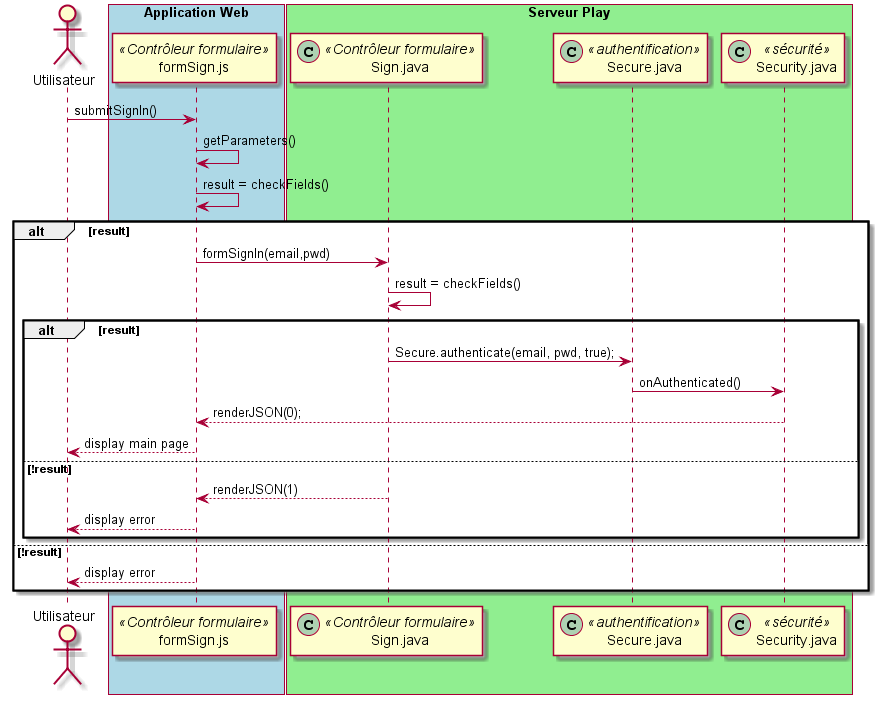 Application Web
Serveur Play
«Contrôleur formulaire»
formSign.js
C «Contrôleur formulaire»
Sign.java
C «authentification»
Secure.java
C «sécurité»
Security.java
Utilisateur
submitSignIn()
getParameters()
result = checkFields()
alt [result]
formSignIn(email,pwd)
result = checkFields()
alt [result]
Secure.authenticate(email, pwd, true);
onAuthenticated()
renderJSON(0);
display main page
[!result]
renderJSON(1)
display error
[!result]
display error
Utilisateur
«Contrôleur formulaire»
formSign.js
C «Contrôleur formulaire»
Sign.java
C «authentification»
Secure.java
C «sécurité»
Security.java